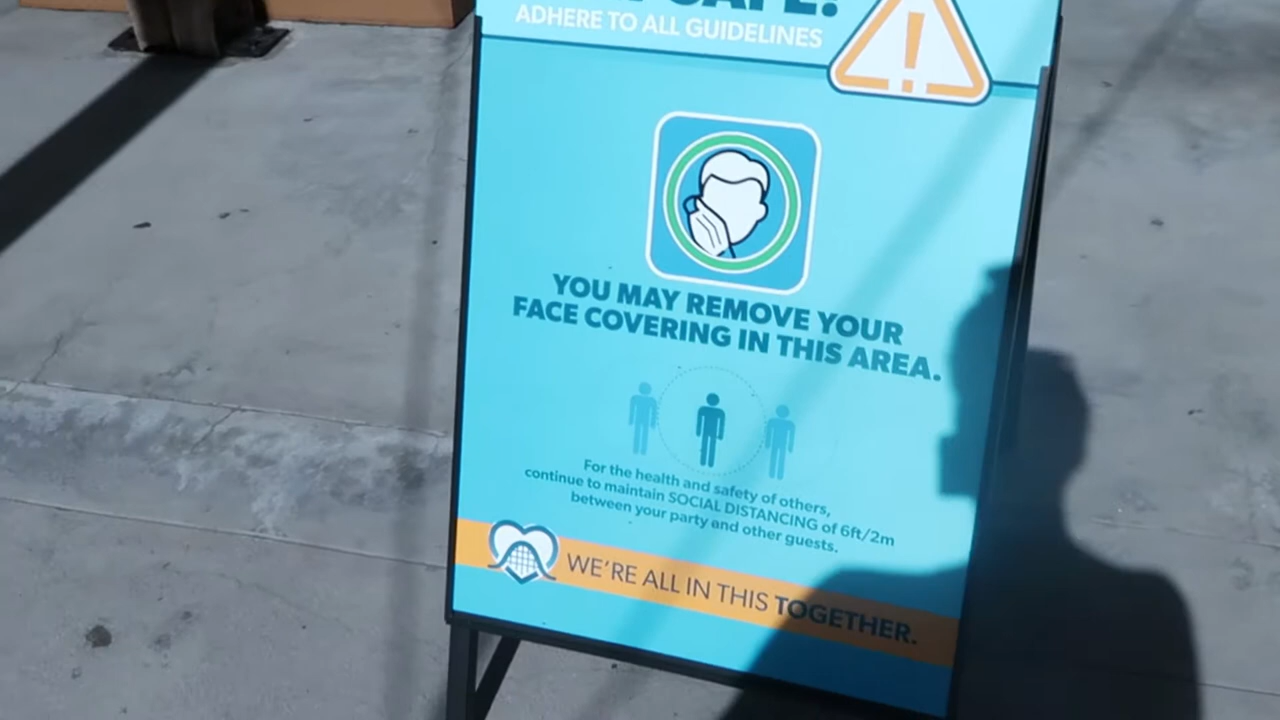 SAFE!
ADHERE TO ALL GUIDELINES
YOU MAY REMOVE YOUR
FACE COVERING IN THIS AREA.
For the health and safety of others,
continue to maintain SOCIAL DISTANCING of 6ft/2m
between your party and other guests.
WE'RE ALL IN THIS TOGETHER.